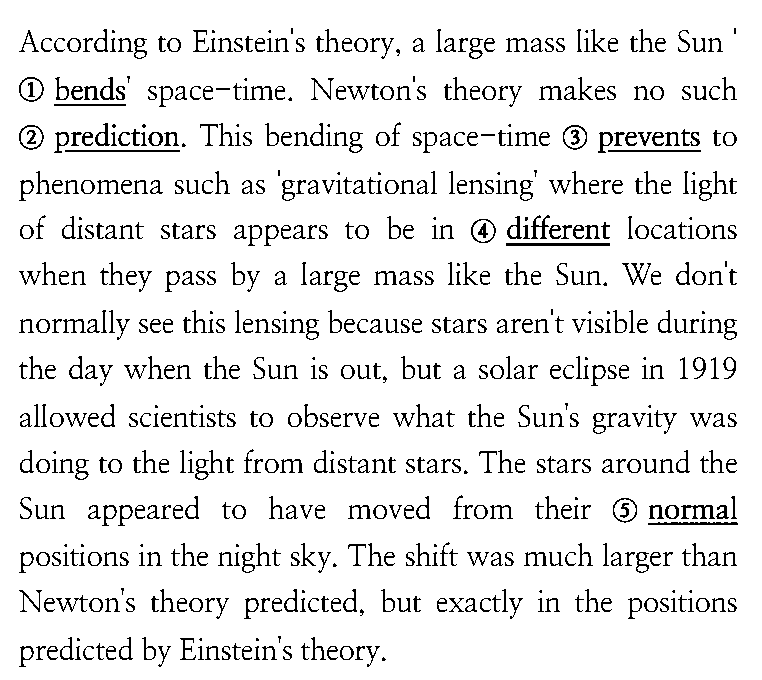 According to Einstein's theory, a large mass like the Sun '
① bends' space-time. Newton's theory makes no such
② prediction. This bending of space-time ③ prevents to
phenomena such as 'gravitational lensing' where the light
of distant stars appears to be in ④ different locations
when they pass by a large mass like the Sun. We don't
normally see this lensing because stars aren't visible during
the day when the Sun is out, but a solar eclipse in 1919
allowed scientists to observe what the Sun's gravity was
doing to the light from distant stars. The stars around the
Sun appeared to have moved from their ⑤ normal
positions in the night sky. The shift was much larger than
Newton's theory predicted, but exactly in the positions
predicted by Einstein's theory.